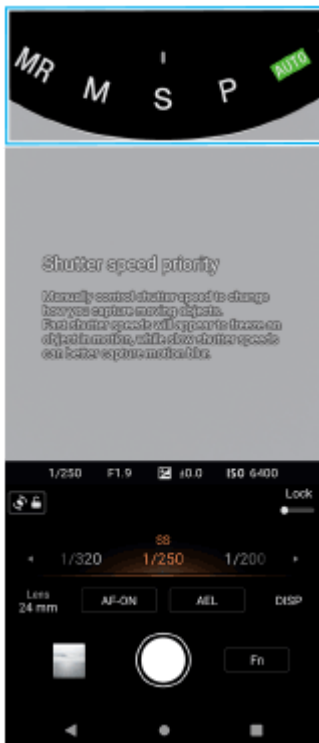 MR M S P AUTO
Shutter speed priority
Manually control shutter speed to change
how you capture moving objects.
Fast shutter speeds will appear to freeze an
object in motion, while slow shutter speeds
can better capture motion blur.
1/250 F1.9 ±0.0 ISO 6400
Lock
SS
1/320 1/250 1/200
Lens
24 mm AF-ON AEL DISP
Fn